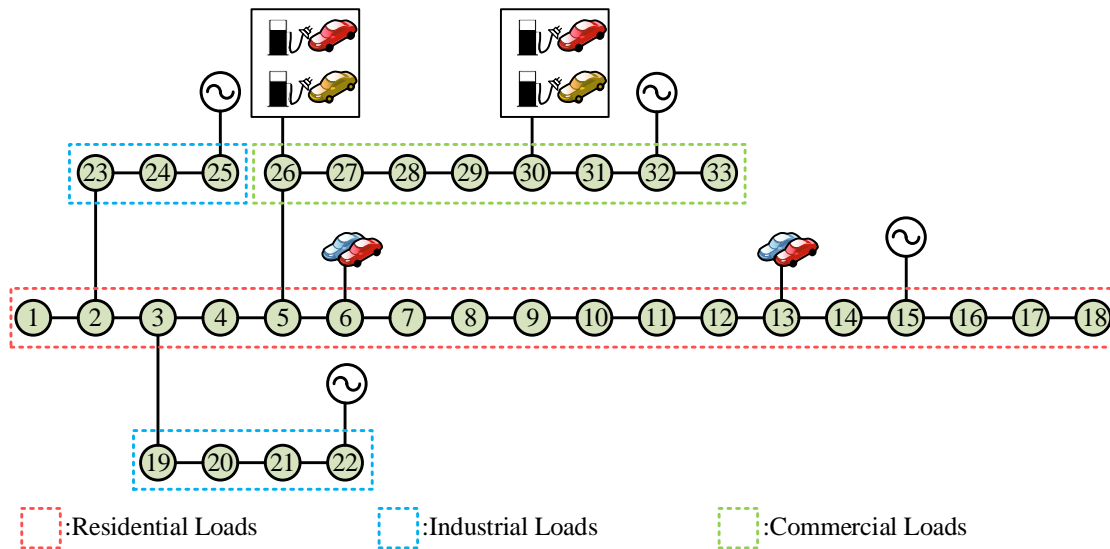 23 24 25 26 27 28 29 30 31 32 33
1 2 3 4 5 6 7 8 9 10 11 12 13 14 15 16 17 18
19 20 21 22
:Residential Loads :Industrial Loads :Commercial Loads